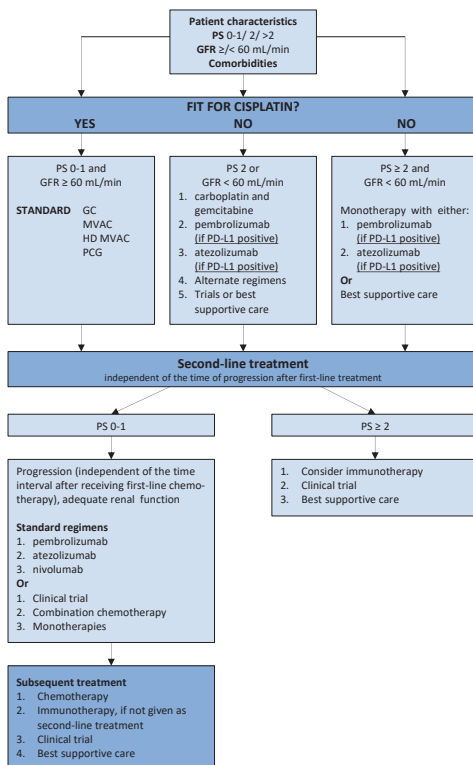 Patient characteristics
PS 0-1/ 2/ >2
GFR ≥/< 60 mL/min
Comorbidities
FIT FOR CISPLATIN?
YES
NO
NO
PS 0-1 and
GFR ≥ 60 mL/min
STANDARD GC
MVAC
HD MVAC
PCG
PS 2 or
GFR < 60 mL/min
1. carboplatin and
gemcitabine
2. pembrolizumab
(if PD-L1 positive)
3. atezolizumab
(if PD-L1 positive)
4. Alternate regimens
5. Trials or best
supportive care
PS ≥ 2 and
GFR < 60 mL/min
Monotherapy with either:
1. pembrolizumab
(if PD-L1 positive)
2. atezolizumab
(if PD-L1 positive)
Or
Best supportive care
Second-line treatment
independent of the time of progression after first-line treatment
PS 0-1
PS ≥ 2
Progression (independent of the time
interval after receiving first-line chemo-
therapy), adequate renal function
Standard regimens
1. pembrolizumab
2. atezolizumab
3. nivolumab
Or
1. Clinical trial
2. Combination chemotherapy
3. Monotherapies
1. Consider immunotherapy
2. Clinical trial
3. Best supportive care
Subsequent treatment
1. Chemotherapy
2. Immunotherapy, if not given as
second-line treatment
3. Clinical trial
4. Best supportive care